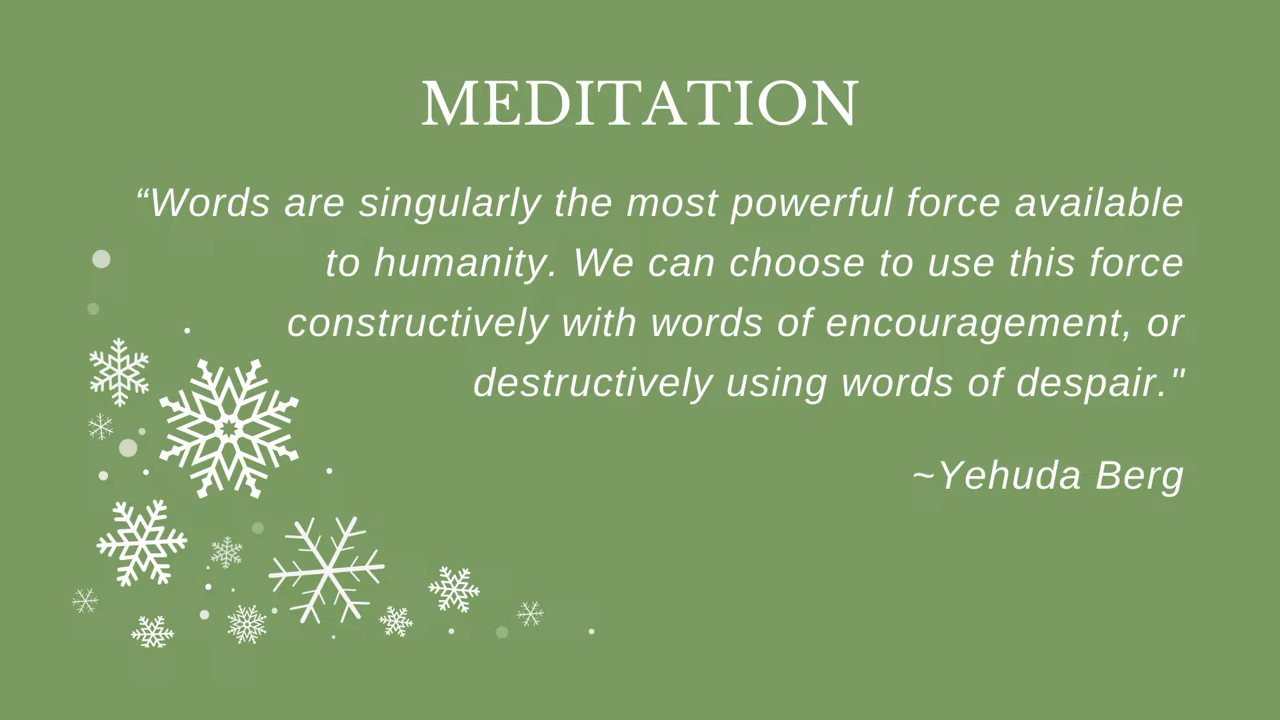 MEDITATION
“Words are singularly the most powerful force available
to humanity. We can choose to use this force
constructively with words of encouragement, or
destructively using words of despair."
~Yehuda Berg